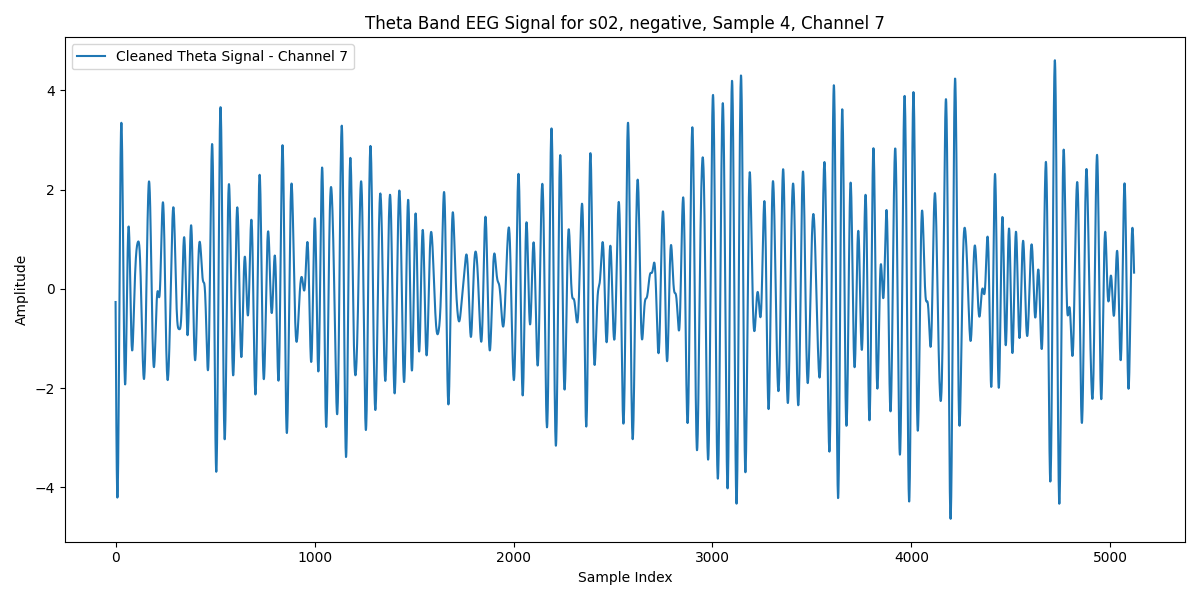 Theta Band EEG Signal for s02, negative, Sample 4, Channel 7
Cleaned Theta Signal - Channel 7
Amplitude
4
2
0
−2
−4
0 1000 2000 3000 4000 5000
Sample Index